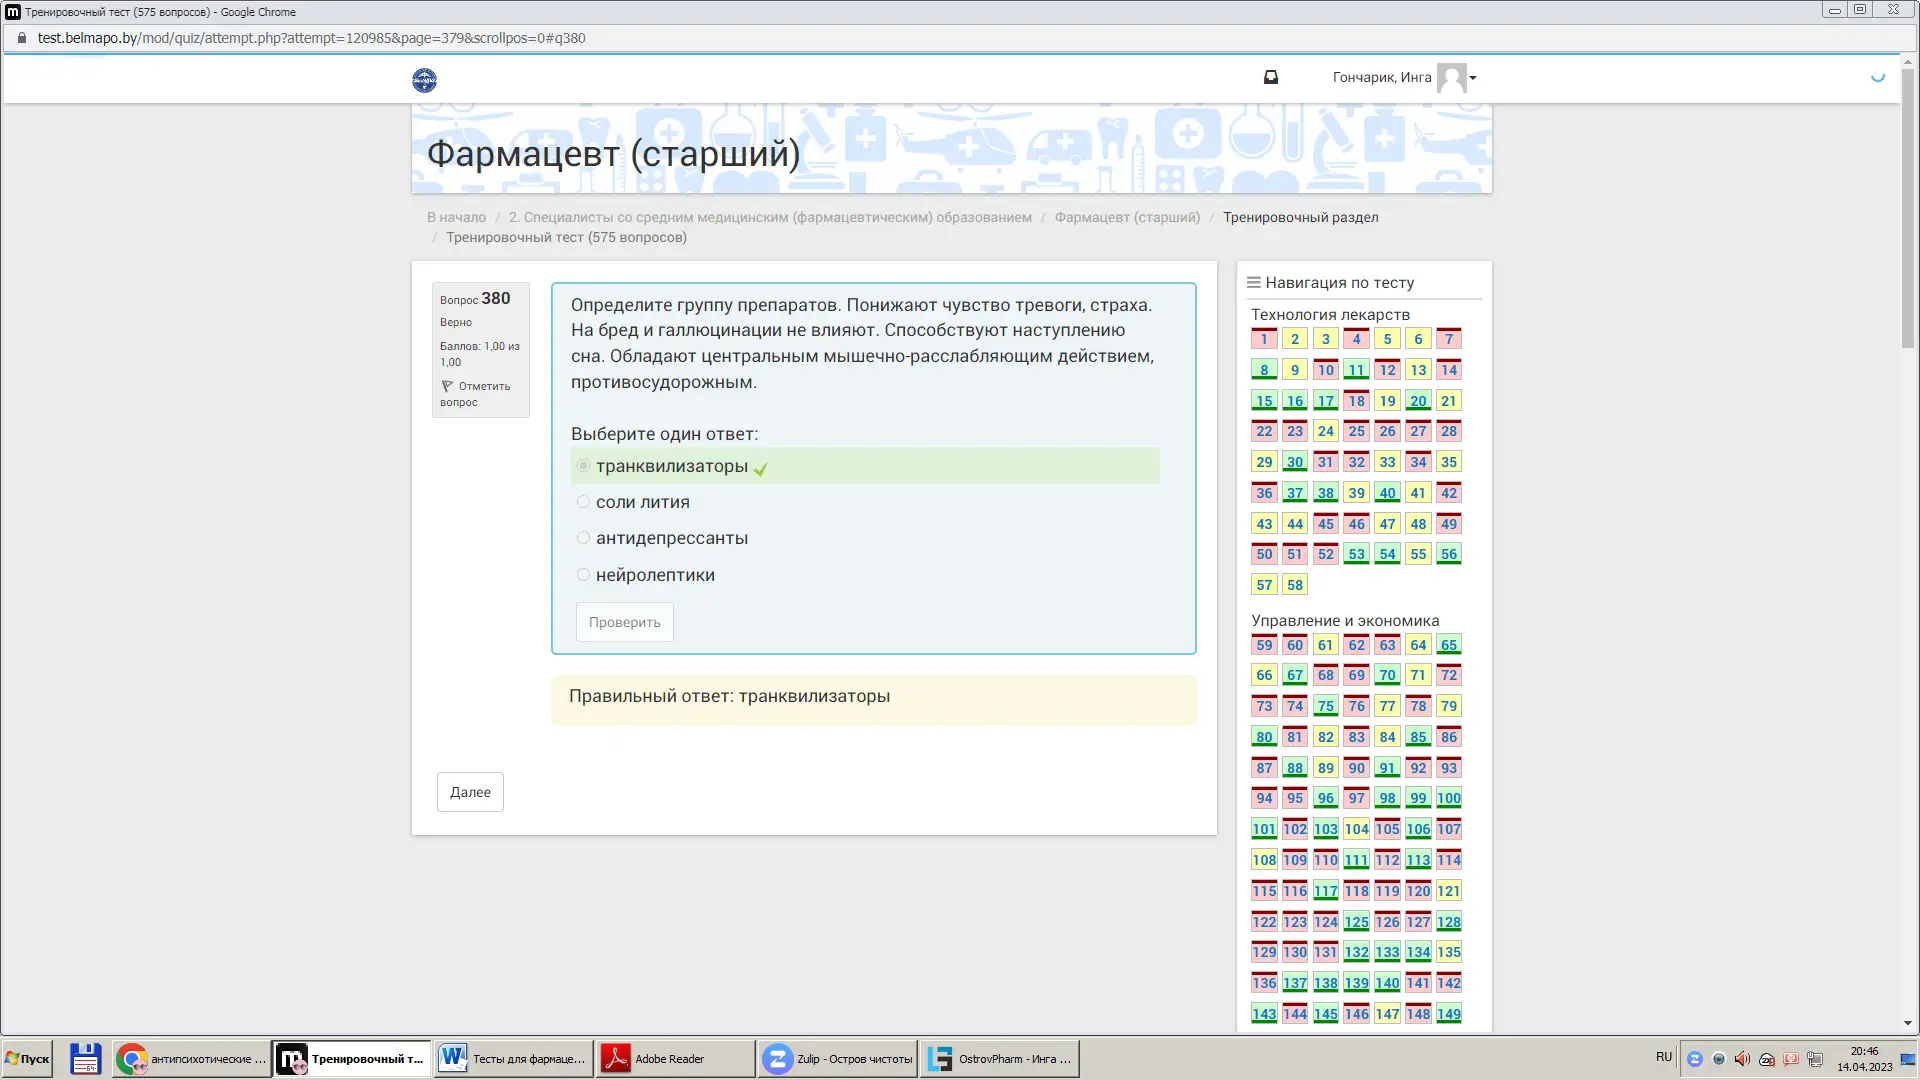 Тренировочный тест (575 вопросов) - Google Chrome
test.belmapo.by/mod/quiz/attempt.php?attempt=120985&page=379&scrollpos=0#q380
Гончарик, Инга
Фармацевт (старший)
В начало / 2. Специалисты со средним медицинским (фармацевтическим) образованием / Фармацевт (старший) / Тренировочный раздел
/ Тренировочный тест (575 вопросов)
Вопрос 380
Верно
Баллов: 1,00 из
1,00
Отметить
вопрос
Определите группу препаратов. Понижают чувство тревоги, страха.
На бред и галлюцинации не влияют. Способствуют наступлению
сна. Обладают центральным мышечно-расслабляющим действием,
противосудорожным.
Выберите один ответ:
транквилизаторы
соли лития
антидепрессанты
нейролептики
Проверить
Правильный ответ: транквилизаторы
Далее
Навигация по тесту
Технология лекарств
1 2 3 4 5 6 7
8 9 10 11 12 13 14
15 16 17 18 19 20 21
22 23 24 25 26 27 28
29 30 31 32 33 34 35
36 37 38 39 40 41 42
43 44 45 46 47 48 49
50 51 52 53 54 55 56
57 58
Управление и экономика
59 60 61 62 63 64 65
66 67 68 69 70 71 72
73 74 75 76 77 78 79
80 81 82 83 84 85 86
87 88 89 90 91 92 93
94 95 96 97 98 99 100
101 102 103 104 105 106 107
108 109 110 111 112 113 114
115 116 117 118 119 120 121
122 123 124 125 126 127 128
129 130 131 132 133 134 135
136 137 138 139 140 141 142
143 144 145 146 147 148 149
Пуск
антипсихотические ...
Тренировочный т...
Тесты для фармаце...
Adobe Reader
Zulip - Остров чистоты
OstrovPharm - Инга ...
RU
20:46
14.04.2023